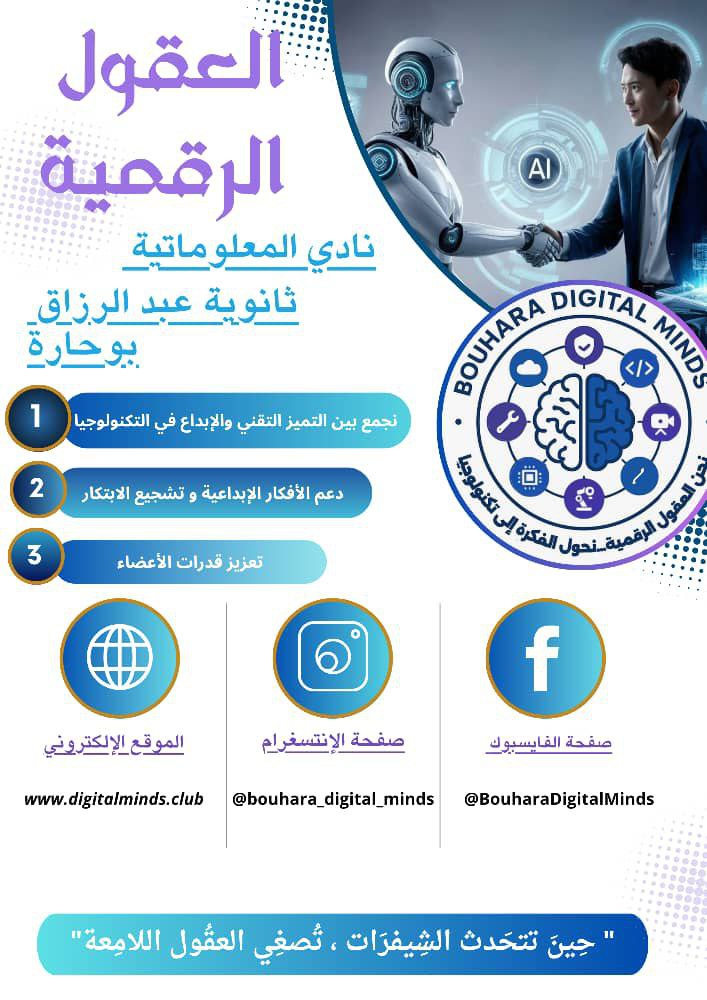 العقول
الرقمية
نادي المعلوماتية
ثانوية عبد الرزاق
بوحارة
AI
BOUHARA DIGITAL MINDS
نحن العقول الرقمية...نحول الفكرة إلى تكنولوجيا
1
نجمع بين التميز التقني والإبداع في التكنولوجيا
2
دعم الأفكار الإبداعية و تشجيع الابتكار
3
تعزيز قدرات الأعضاء
صفحة الفايسبوك
@BouharaDigitalMinds
صفحة الإنتسغرام
@bouhara_digital_minds
الموقع الإلكتروني
www.digitalminds.club
" حِينَ تتحَدث الشِيفرَات ، تُصغِي العقُول اللامِعة"